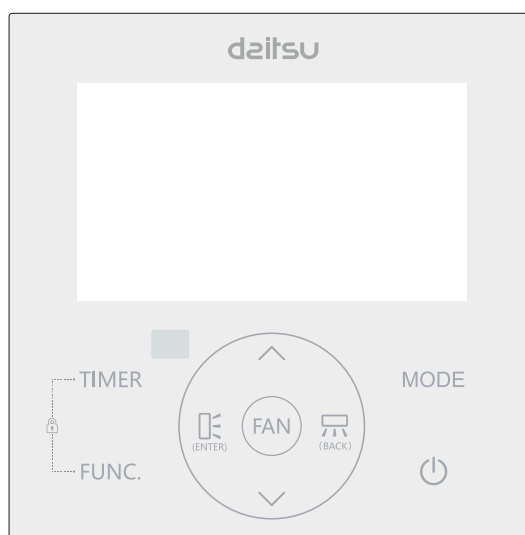 daitsu
TIMER
MODE
FAN
(ENTER)
(BACK)
FUNC.